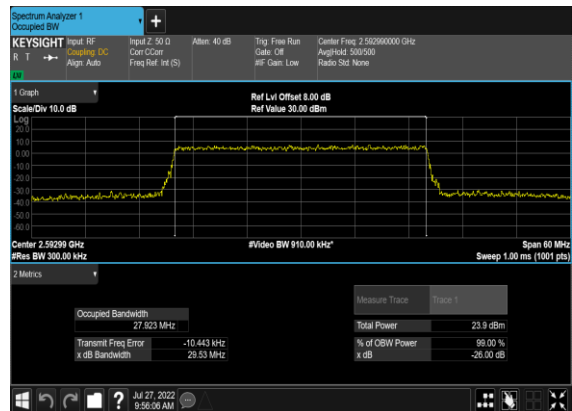 Spectrum Analyzer 1
Occupied BW
KEYSIGHT
R T
LW
Input: RF
Coupling: DC
Align: Auto
Input Z: 50 Ω
Corr CCorr
Freq Ref: Int (S)
Atten: 40 dB
Trig: Free Run
Gate: Off
#IF Gain: Low
Center Freq: 2.592990000 GHz
Avg|Hold: 500/500
Radio Std: None
1 Graph
Scale/Div 10.0 dB
Ref Lvl Offset 8.00 dB
Ref Value 30.00 dBm
Log
20.0
10.0
0.00
-10.0
-20.0
-30.0
-40.0
-50.0
-60.0
Center 2.59299 GHz
#Res BW 300.00 kHz
#Video BW 910.00 kHz*
Span 60 MHz
Sweep 1.00 ms (1001 pts)
2 Metrics
Measure Trace Trace 1
Occupied Bandwidth
27.923 MHz
Total Power 23.9 dBm
Transmit Freq Error -10.443 kHz
% of OBW Power 99.00 %
x dB Bandwidth 29.53 MHz
x dB -26.00 dB
Jul 27, 2022
9:56:06 AM